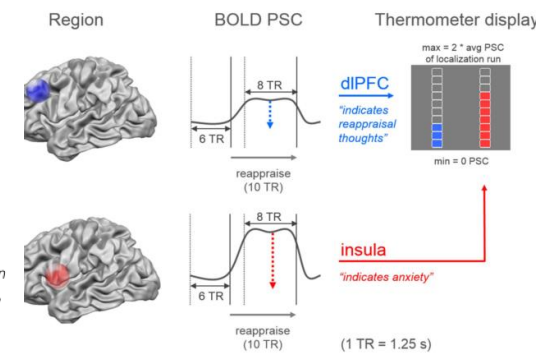 Region
BOLD PSC
Thermometer display
max = 2 * avg PSC
of localization run
8 TR
6 TR
reappraise
(10 TR)
dlPFC
"indicates
reappraisal
thoughts"
min = 0 PSC
8 TR
6 TR
reappraise
(10 TR)
insula
"indicates anxiety"
(1 TR = 1.25 s)